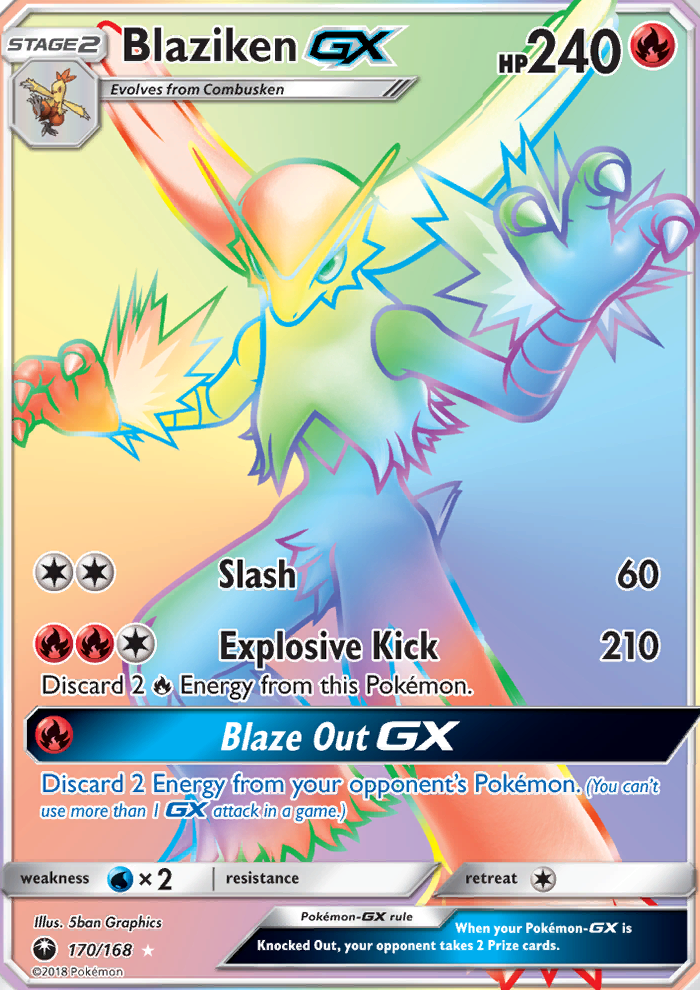 STAGE2 Blaziken GX HP240
Evolves from Combusken
Slash 60
Explosive Kick 210
Discard 2 Energy from this Pokémon.
Blaze Out GX
Discard 2 Energy from your opponent's Pokémon. (You can't
use more than 1 GX attack in a game.)
weakness ×2 resistance retreat
Illus. 5ban Graphics
170/168
©2018 Pokémon
Pokémon-GX rule
When your Pokémon-GX is
Knocked Out, your opponent takes 2 Prize cards.